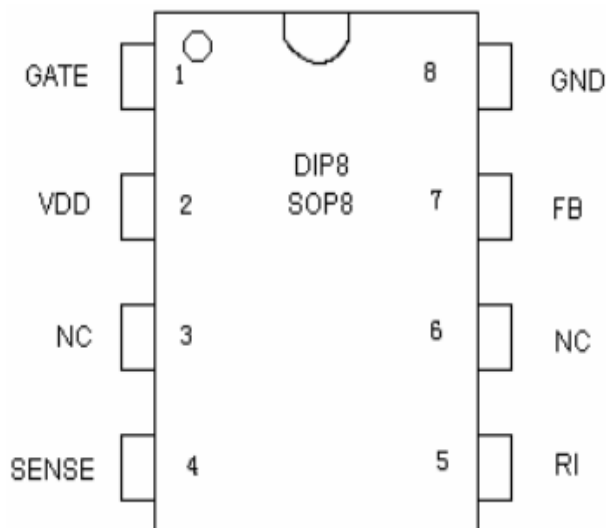 GATE 1 8 GND
DIP8
VDD 2 SOP8 7 FB
NC 3 6 NC
SENSE 4 5 RI